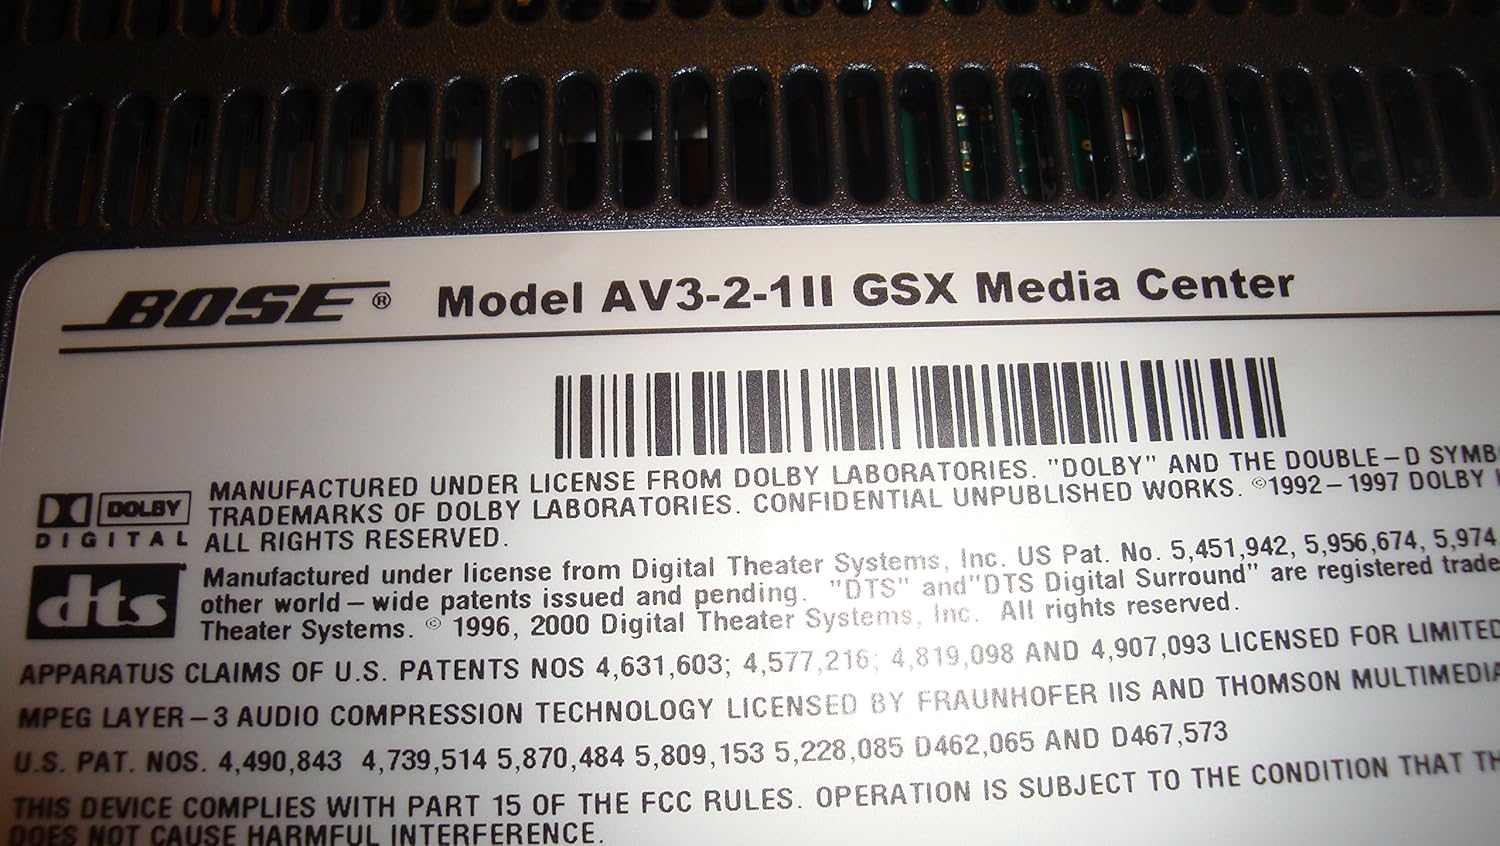 BOSE® Model AV3-2-1II GSX Media Center
MANUFACTURED UNDER LICENSE FROM DOLBY LABORATORIES. "DOLBY" AND THE DOUBLE–D SYMB
TRADEMARKS OF DOLBY LABORATORIES. CONFIDENTIAL UNPUBLISHED WORKS. ©1992–1997 DOLBY
ALL RIGHTS RESERVED.
DOLBY
DIGITAL
Manufactured under license from Digital Theater Systems, Inc. US Pat. No. 5,451,942, 5,956,674, 5,974,
other world–wide patents issued and pending. "DTS" and"DTS Digital Surround" are registered trade
Theater Systems. © 1996, 2000 Digital Theater Systems, Inc. All rights reserved.
dts
APPARATUS CLAIMS OF U.S. PATENTS NOS 4,631,603; 4,577,216; 4,819,098 AND 4,907,093 LICENSED FOR LIMITED
MPEG LAYER–3 AUDIO COMPRESSION TECHNOLOGY LICENSED BY FRAUNHOFER IIS AND THOMSON MULTIMEDIA
U.S. PAT. NOS. 4,490,843 4,739,514 5,870,484 5,809,153 5,228,085 D462,065 AND D467,573
THIS DEVICE COMPLIES WITH PART 15 OF THE FCC RULES. OPERATION IS SUBJECT TO THE CONDITION THAT TH
DOES NOT CAUSE HARMFUL INTERFERENCE.